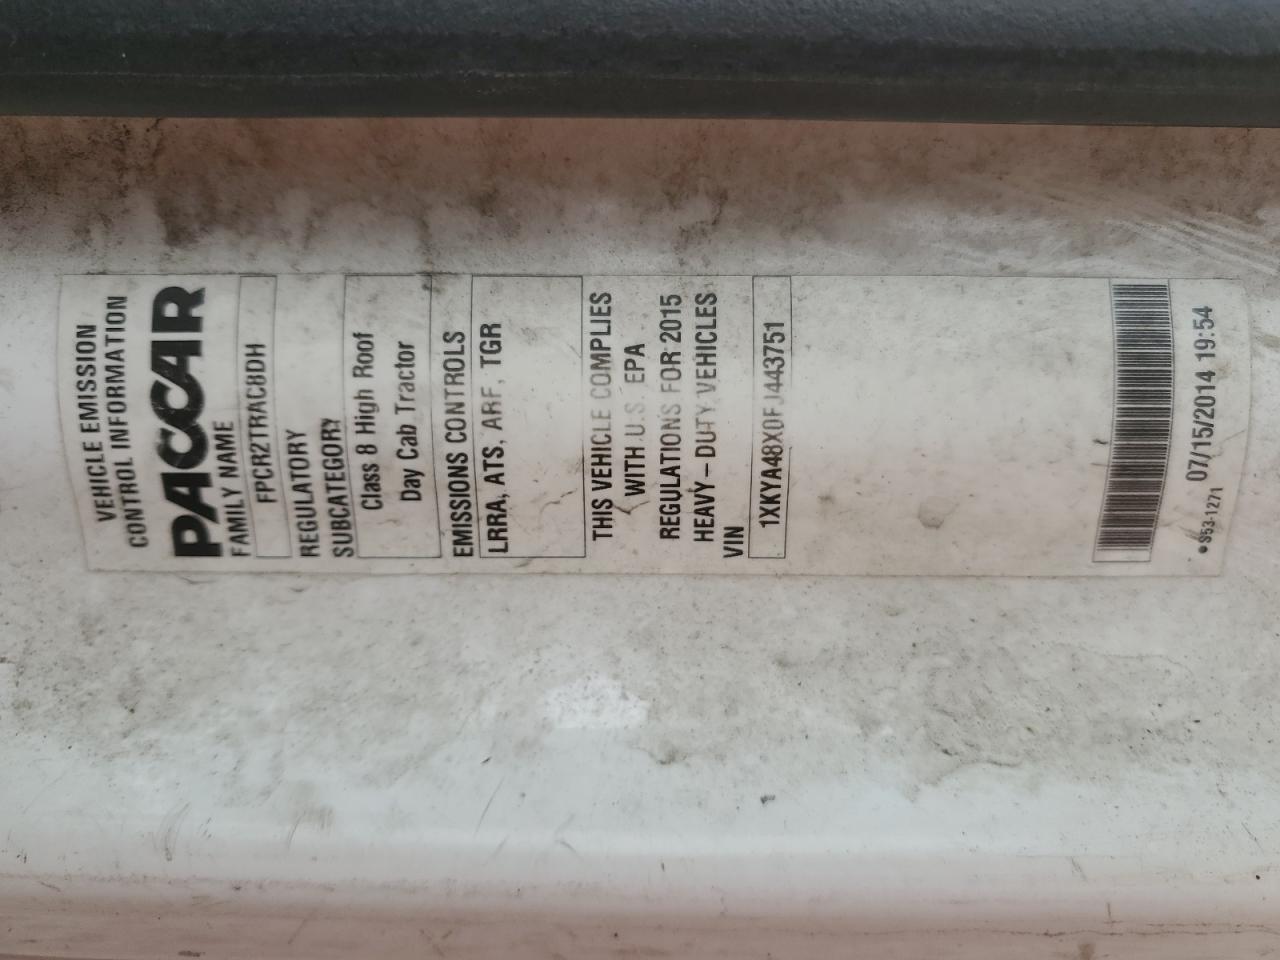 VEHICLE EMISSION
CONTROL INFORMATION
PACCAR
FAMILY NAME
FPCR2TRAC8DH
REGULATORY
SUBCATEGORY
Class 8 High Roof
Day Cab Tractor
EMISSIONS CONTROLS
LRRA, ATS, ARF, TGR
THIS VEHICLE COMPLIES
WITH U.S. EPA
REGULATIONS FOR 2015
HEAVY – DUTY VEHICLES
VIN
1XKYA48X0FJ443751
07/15/2014 19:54
●S53-1271